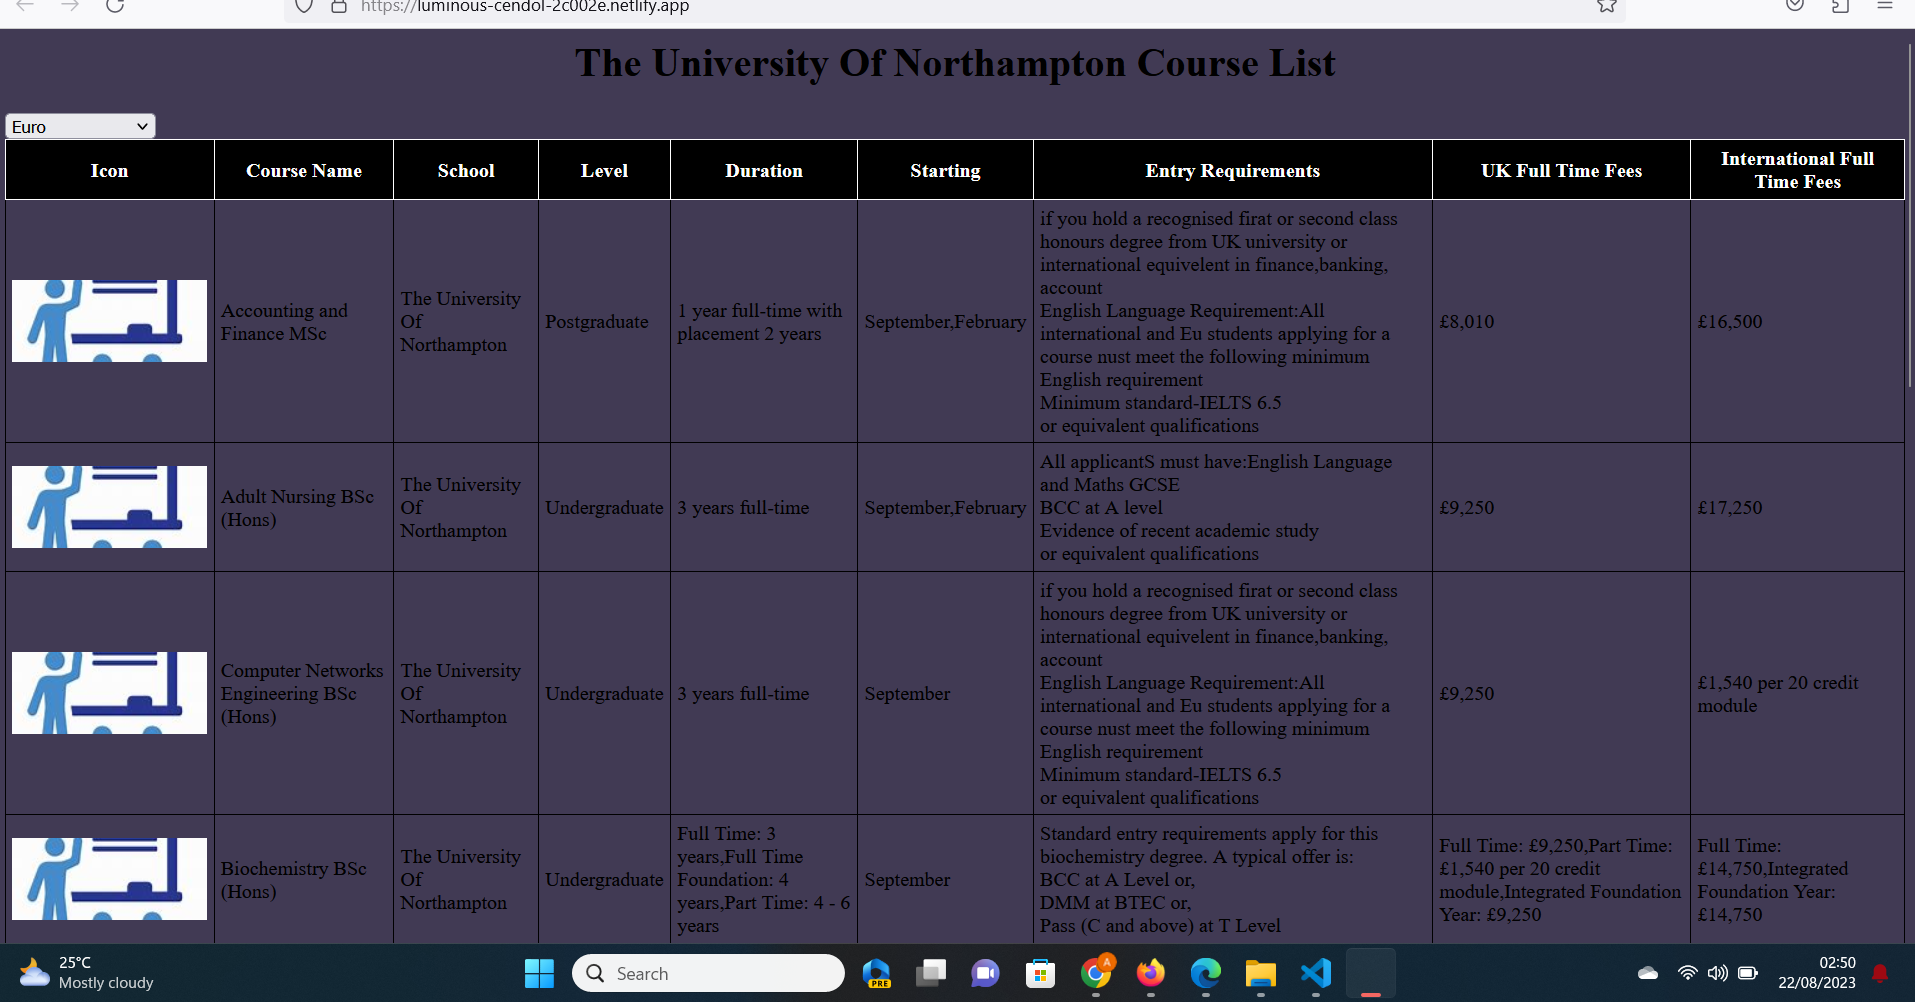 https://luminous-cendol-2c002e.netlify.app
The University Of Northampton Course List
Euro
Icon
Course Name
School
Level
Duration
Starting
Entry Requirements
UK Full Time Fees
International Full
Time Fees
Accounting and
Finance MSc
The University
Of
Northampton
Postgraduate
1 year full-time with
placement 2 years
September,February
if you hold a recognised firat or second class
honours degree from UK university or
international equivelent in finance,banking,
account
English Language Requirement:All
international and Eu students applying for a
course nust meet the following minimum
English requirement
Minimum standard-IELTS 6.5
or equivalent qualifications
£8,010
£16,500
Adult Nursing BSc
(Hons)
The University
Of
Northampton
Undergraduate
3 years full-time
September,February
All applicantS must have:English Language
and Maths GCSE
BCC at A level
Evidence of recent academic study
or equivalent qualifications
£9,250
£17,250
Computer Networks
Engineering BSc
(Hons)
The University
Of
Northampton
Undergraduate
3 years full-time
September
if you hold a recognised firat or second class
honours degree from UK university or
international equivelent in finance,banking,
account
English Language Requirement:All
international and Eu students applying for a
course nust meet the following minimum
English requirement
Minimum standard-IELTS 6.5
or equivalent qualifications
£9,250
£1,540 per 20 credit
module
Biochemistry BSc
(Hons)
The University
Of
Northampton
Undergraduate
Full Time: 3
years,Full Time
Foundation: 4
years,Part Time: 4 - 6
years
September
Standard entry requirements apply for this
biochemistry degree. A typical offer is:
BCC at A Level or,
DMM at BTEC or,
Pass (C and above) at T Level
Full Time: £9,250,Part Time:
£1,540 per 20 credit
module,Integrated Foundation
Year: £9,250
Full Time:
£14,750,Integrated
Foundation Year:
£14,750
25°C
Mostly cloudy
Search
PRE
A
02:50
22/08/2023